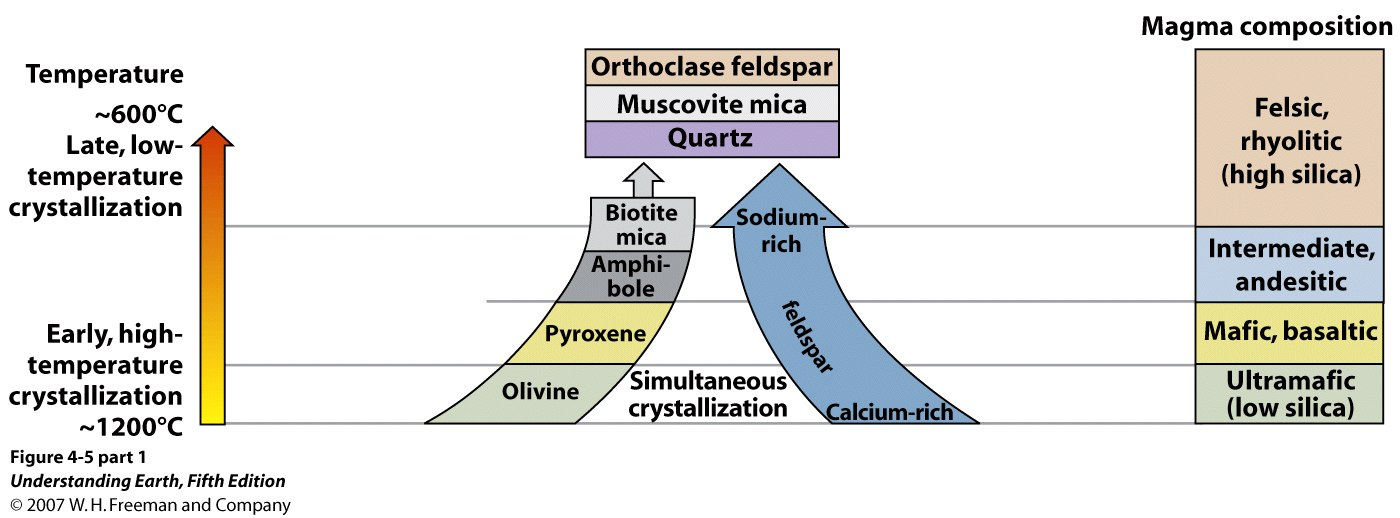 Magma composition
Temperature
~600°C
Late, low-
temperature
crystallization
Early, high-
temperature
crystallization
~1200°C
Orthoclase feldspar
Muscovite mica
Quartz
Biotite
mica
Amphi-
bole
Pyroxene
Olivine
Simultaneous
crystallization
Sodium-
rich
feldspar
Calcium-rich
Felsic,
rhyolitic
(high silica)
Intermediate,
andesitic
Mafic, basaltic
Ultramafic
(low silica)
Figure 4-5 part 1
Understanding Earth, Fifth Edition
© 2007 W. H. Freeman and Company